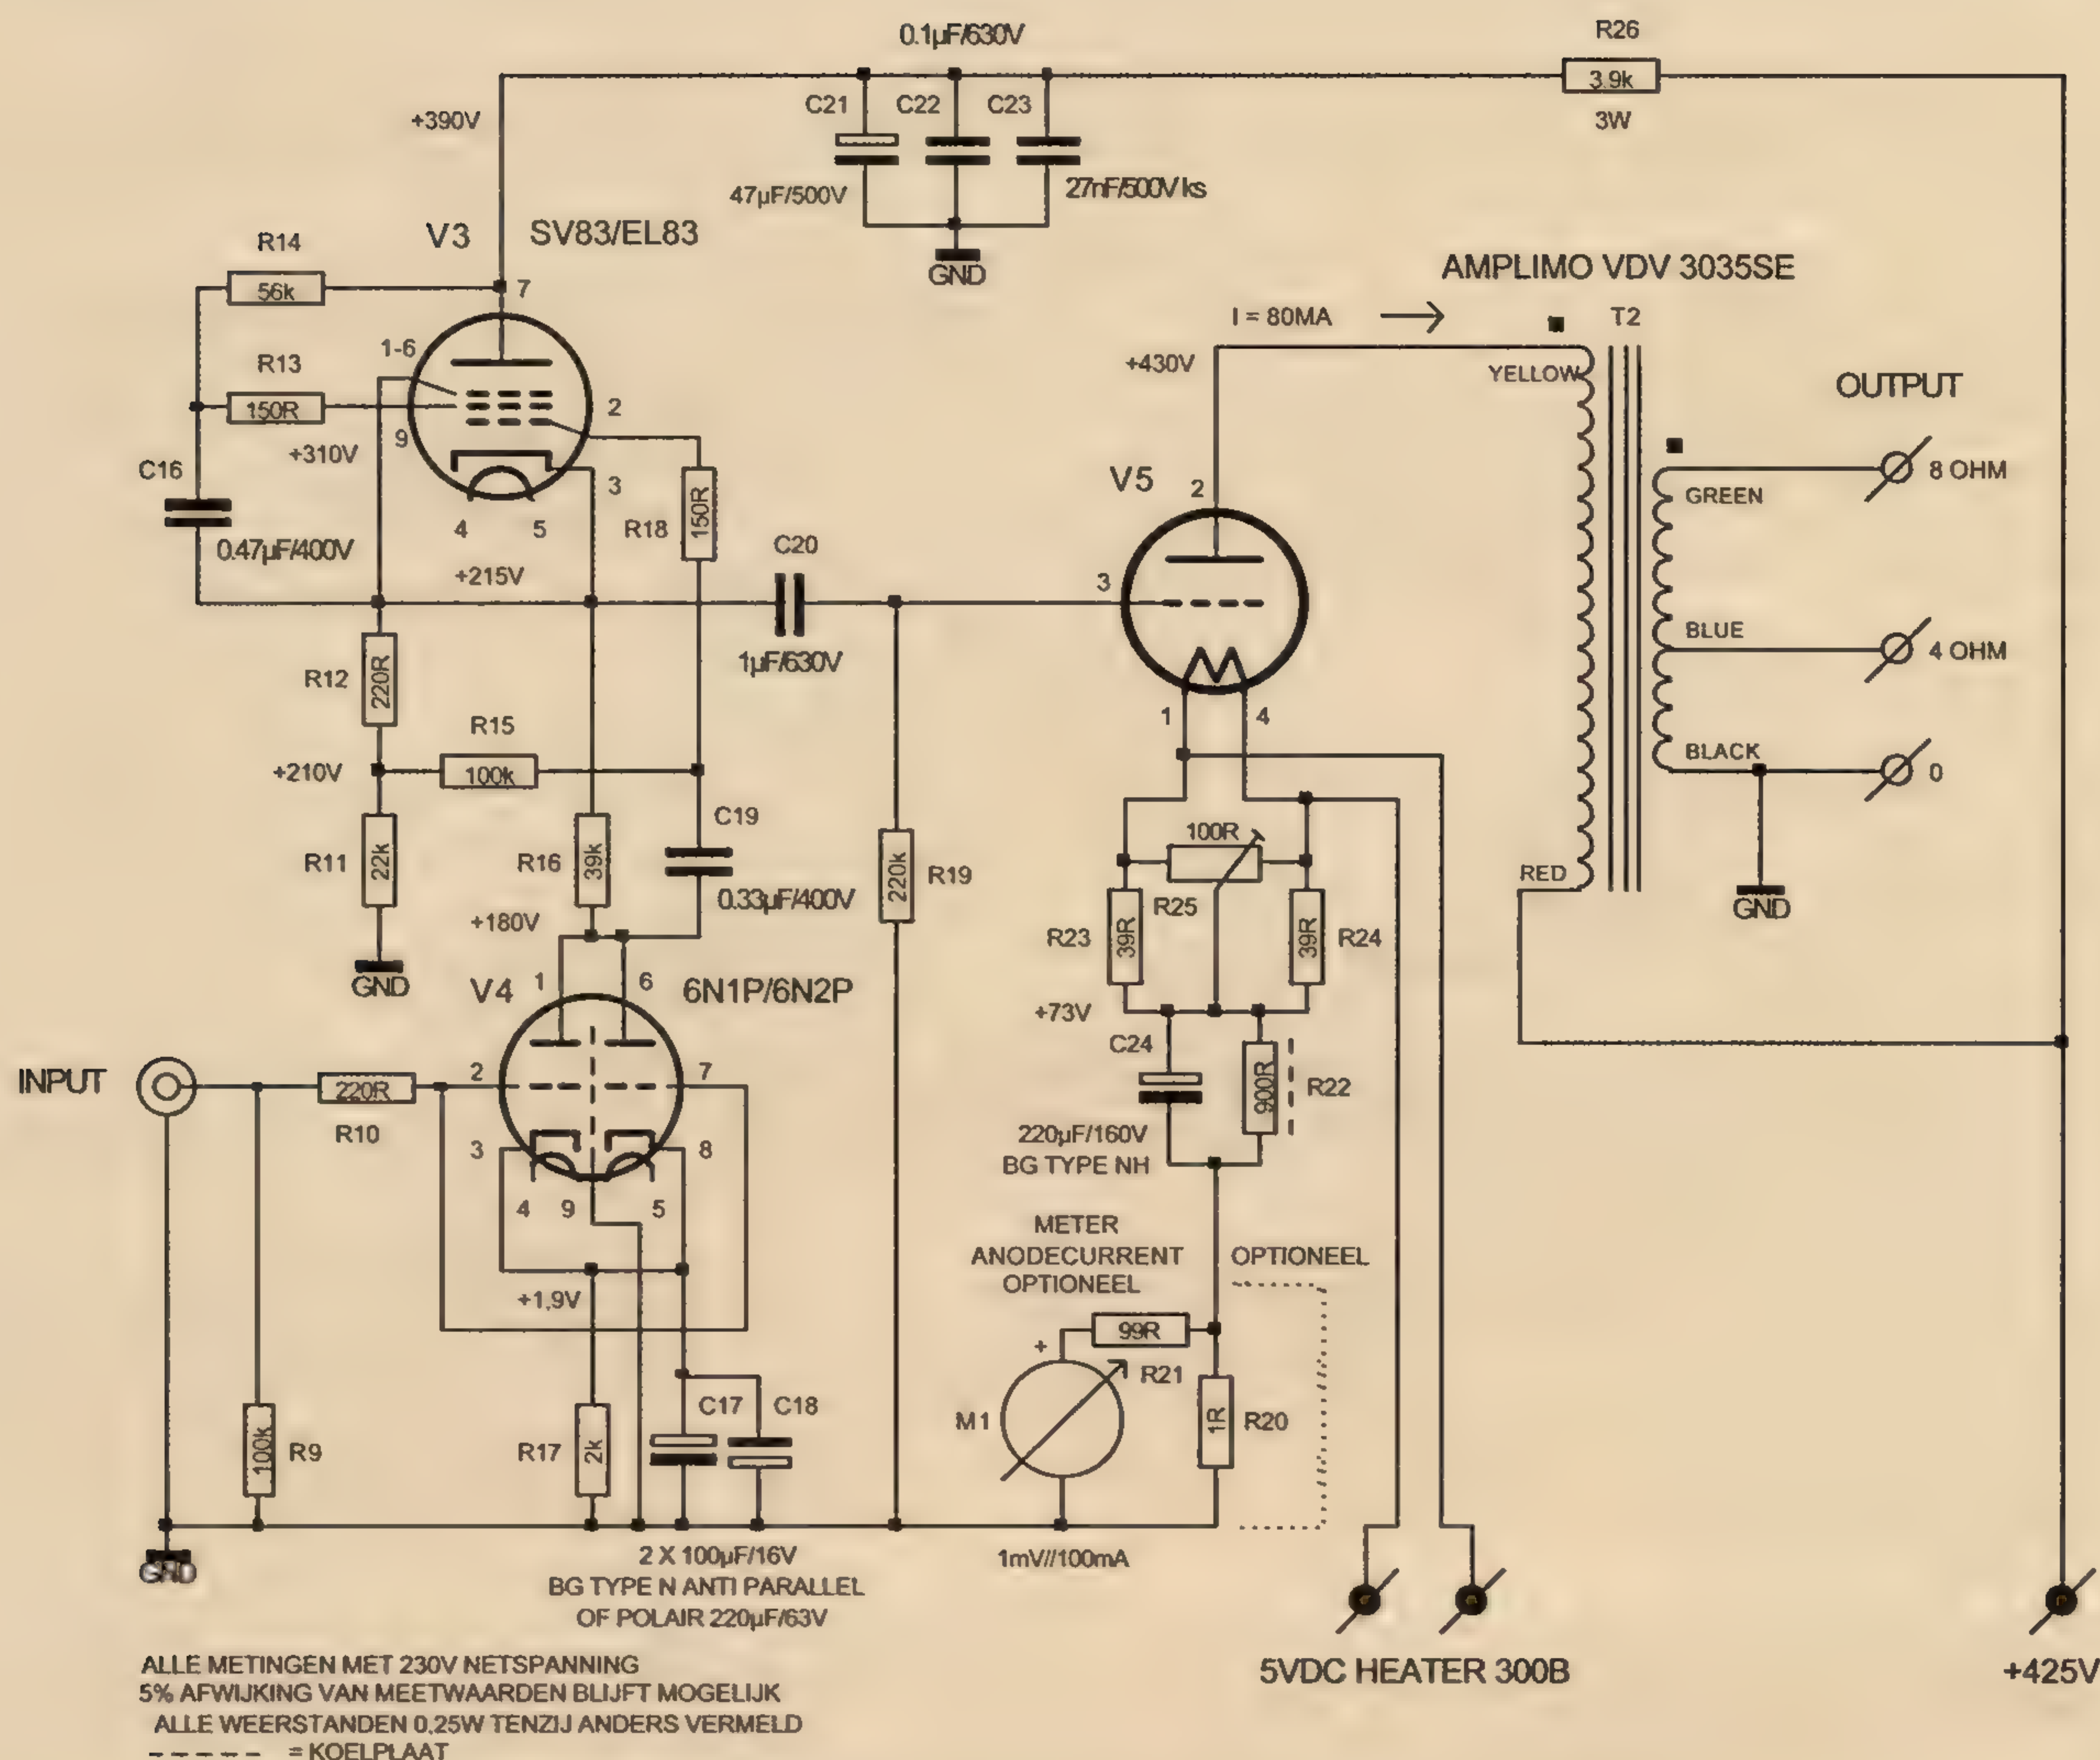 0.1µF/630V
R26
3.9k
3W
+390V
C21
C22
C23
47µF/500V
27nF/500V ks
GND
V3
SV83/EL83
R14
56k
7
R13
150R
1-6
2
9
+310V
C16
0.47µF/400V
3
4
5
R18
150R
+215V
C20
1µF/630V
R12
220R
R15
100k
+210V
R11
22k
GND
R16
39k
C19
0.33µF/400V
+180V
R19
220k
V4
6N1P/6N2P
1
6
INPUT
220R
R10
2
7
3
8
4
9
5
+1,9V
R9
100k
R17
2k
C17
C18
GND
2 X 100µF/16V
BG TYPE N ANTI PARALLEL
OF POLAIR 220µF/63V
AMPLIMO VDV 3035SE
I = 80MA
T2
+430V
YELLOW
OUTPUT
V5
2
3
8 OHM
GREEN
BLUE
4 OHM
BLACK
0
GND
RED
1
4
100R
R25
R23
39R
R24
39R
+73V
C24
220µF/160V
BG TYPE NH
900R
R22
METER
ANODECURRENT
OPTIONEEL
OPTIONEEL
+
99R
R21
M1
1R
R20
1mV//100mA
5VDC HEATER 300B
+425V
ALLE METINGEN MET 230V NETSPANNING
5% AFWIJKING VAN MEETWAARDEN BLIJFT MOGELIJK
ALLE WEERSTANDEN 0,25W TENZIJ ANDERS VERMELD
----- = KOELPLAAT